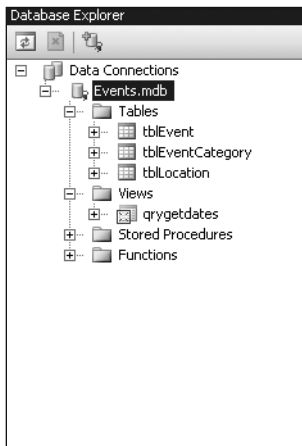 Database Explorer
Data Connections
Events.mdb
Tables
tblEvent
tblEventCategory
tblLocation
Views
qrygetdates
Stored Procedures
Functions